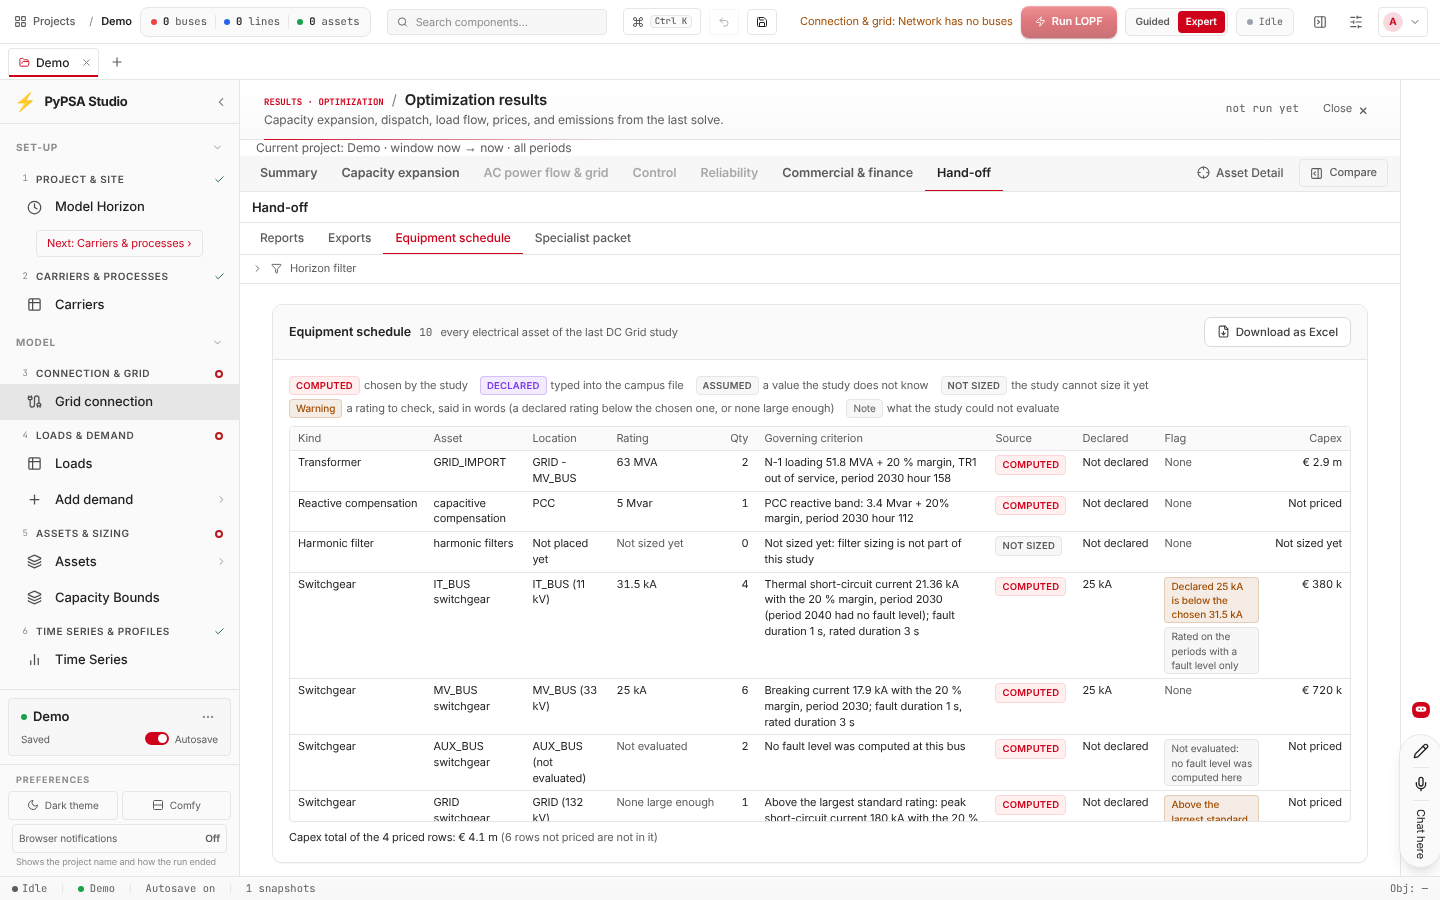 Projects / Demo 0 buses 0 lines 0 assets Search components... ⌘ Ctrl K Connection & grid: Network has no buses Run LOPF Guided Expert Idle A
Demo × +
PyPSA Studio
SET-UP
1 PROJECT & SITE
Model Horizon
Next: Carriers & processes ›
2 CARRIERS & PROCESSES
Carriers
MODEL
3 CONNECTION & GRID
Grid connection
4 LOADS & DEMAND
Loads
Add demand
5 ASSETS & SIZING
Assets
Capacity Bounds
6 TIME SERIES & PROFILES
Time Series
Demo ...
Saved Autosave
PREFERENCES
Dark theme Comfy
Browser notifications Off
Shows the project name and how the run ended
RESULTS · OPTIMIZATION / Optimization results
Capacity expansion, dispatch, load flow, prices, and emissions from the last solve.
not run yet Close ×
Current project: Demo · window now → now · all periods
Summary Capacity expansion AC power flow & grid Control Reliability Commercial & finance Hand-off Asset Detail Compare
Hand-off
Reports Exports Equipment schedule Specialist packet
Horizon filter
Equipment schedule 10 every electrical asset of the last DC Grid study Download as Excel
COMPUTED chosen by the study DECLARED typed into the campus file ASSUMED a value the study does not know NOT SIZED the study cannot size it yet
Warning a rating to check, said in words (a declared rating below the chosen one, or none large enough) Note what the study could not evaluate
Kind Asset Location Rating Qty Governing criterion Source Declared Flag Capex
Transformer GRID_IMPORT GRID - 63 MVA 2 N-1 loading 51.8 MVA + 20 % margin, TR1 COMPUTED Not declared None € 2.9 m
MV_BUS out of service, period 2030 hour 158
Reactive compensation capacitive PCC 5 Mvar 1 PCC reactive band: 3.4 Mvar + 20% COMPUTED Not declared None Not priced
compensation margin, period 2030 hour 112
Harmonic filter harmonic filters Not placed Not sized yet 0 Not sized yet: filter sizing is not part of NOT SIZED Not declared None Not sized yet
yet this study
Switchgear IT_BUS IT_BUS (11 31.5 kA 4 Thermal short-circuit current 21.36 kA COMPUTED 25 kA Declared 25 kA € 380 k
switchgear kV) with the 20 % margin, period 2030 is below the
(period 2040 had no fault level); fault chosen 31.5 kA
duration 1 s, rated duration 3 s Rated on the
periods with a
fault level only
Switchgear MV_BUS MV_BUS (33 25 kA 6 Breaking current 17.9 kA with the 20 % COMPUTED 25 kA None € 720 k
switchgear kV) margin, period 2030; fault duration 1 s,
rated duration 3 s
Switchgear AUX_BUS AUX_BUS Not evaluated 2 No fault level was computed at this bus COMPUTED Not declared Not evaluated: Not priced
switchgear (not no fault level was
evaluated) computed here
Switchgear GRID GRID (132 None large enough 1 Above the largest standard rating: peak COMPUTED Not declared Above the Not priced
switchgear kV) short-circuit current 180 kA with the 20 % largest standard
Capex total of the 4 priced rows: € 4.1 m (6 rows not priced are not in it)
Chat here
Idle Demo Autosave on 1 snapshots Obj: —